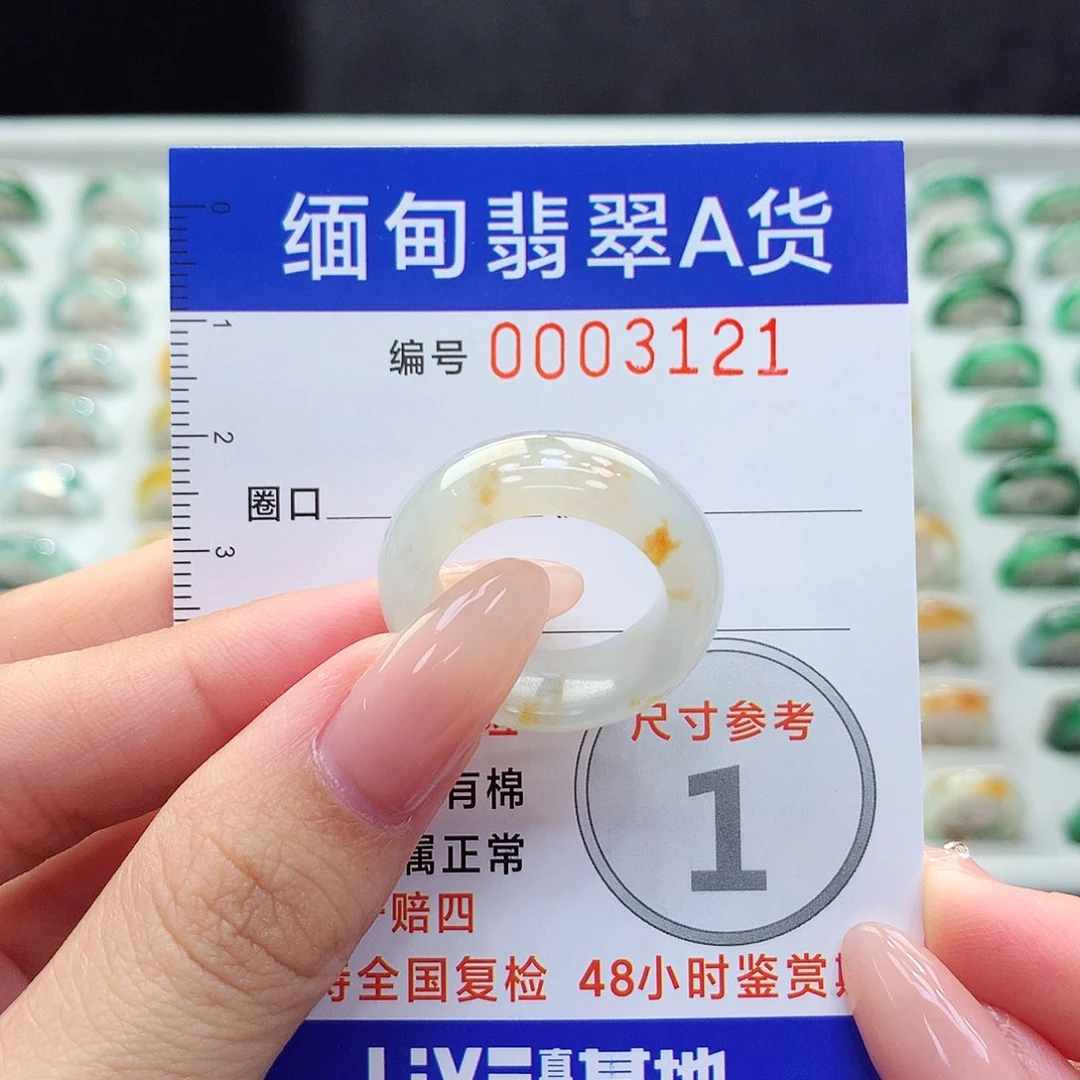 缅甸翡翠A货
编号 0003121
圈口
尺寸参考
1
有棉
属正常
赔四
全国复检 48小时鉴赏
0
1
2
3